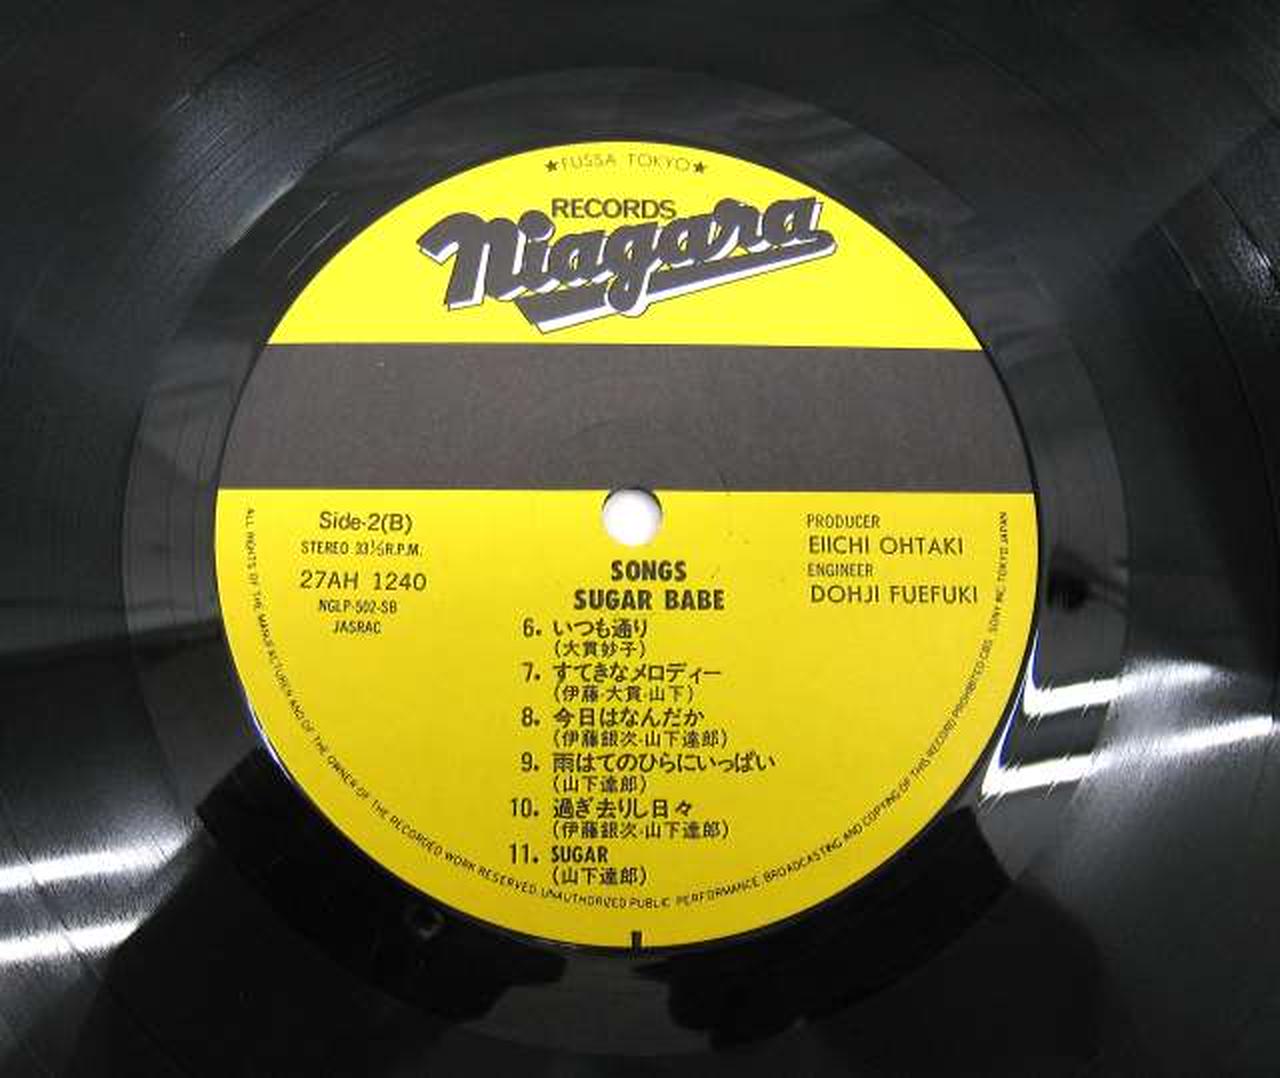 ★FUSSA TOKYO★
RECORDS
Niagara
Side-2(B)
STEREO 33⅓R.P.M.
27AH 1240
NGLP-502-SB
JASRAC
PRODUCER
EIICHI OHTAKI
ENGINEER
DOHJI FUEFUKI
SONGS
SUGAR BABE
6. いつも通り
(大貫妙子)
7. すてきなメロディー
(伊藤・大貫・山下)
8. 今日はなんだか
(伊藤銀次・山下達郎)
9. 雨はてのひらにいっぱい
(山下達郎)
10. 過ぎ去りし日々
(伊藤銀次・山下達郎)
11. SUGAR
(山下達郎)
ALL RIGHTS OF THE MANUFACTURER AND OF THE OWNER OF THE RECORDED WORK RESERVED. UNAUTHORIZED PUBLIC PERFORMANCE BROADCASTING AND COPYING OF THIS RECORD PROHIBITED. CBS SONY INC. TOKYO JAPAN